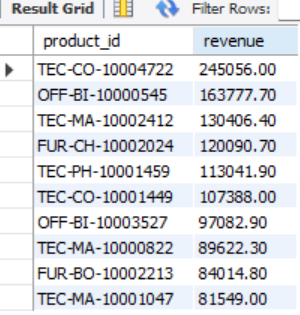 Result Grid Filter Rows:
product_id revenue
TEC-CO-10004722 245056.00
OFF-BI-10000545 163777.70
TEC-MA-10002412 130406.40
FUR-CH-10002024 120090.70
TEC-PH-10001459 113041.90
TEC-CO-10001449 107388.00
OFF-BI-10003527 97082.90
TEC-MA-10000822 89622.30
FUR-BO-10002213 84014.80
TEC-MA-10001047 81549.00